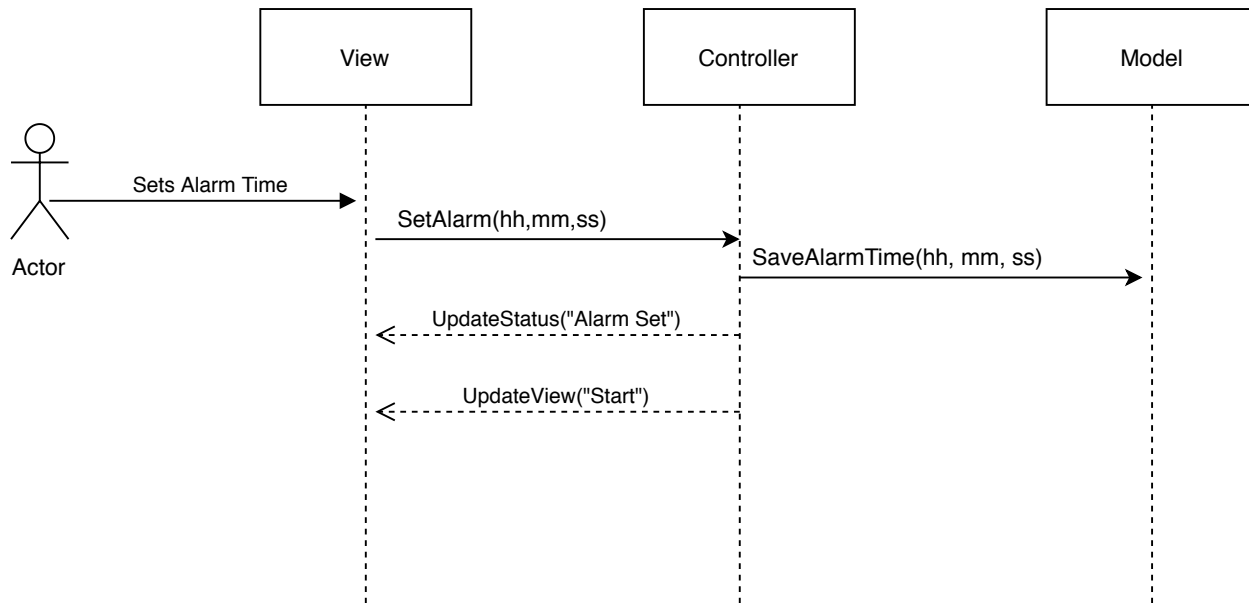 View
Controller
Model
Sets Alarm Time
Actor
SetAlarm(hh,mm,ss)
SaveAlarmTime(hh, mm, ss)
UpdateStatus("Alarm Set")
UpdateView("Start")